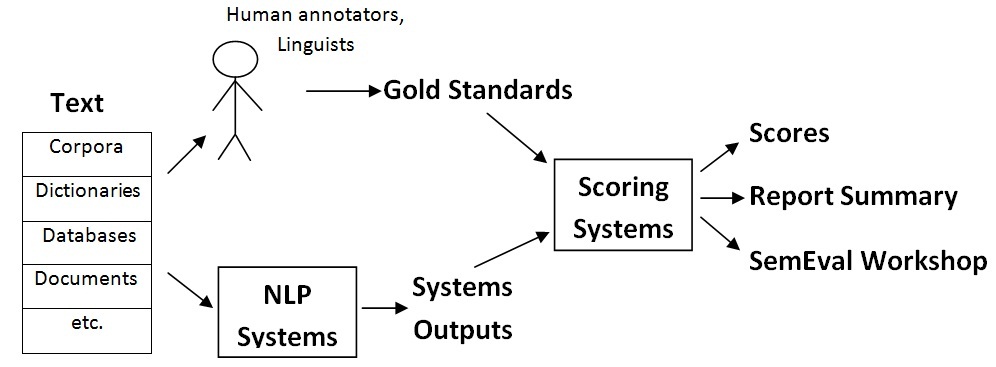 Human annotators,
Linguists
Gold Standards
Text
Corpora
Dictionaries
Databases
Documents
etc.
NLP
Systems
Systems
Outputs
Scoring
Systems
Scores
Report Summary
SemEval Workshop